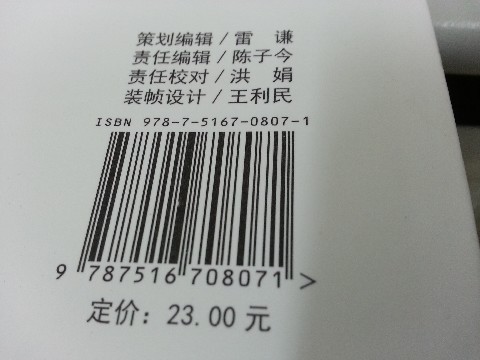 策划编辑/雷 谦
责任编辑/陈子今
责任校对/洪 娟
装帧设计/王利民
ISBN 978-7-5167-0807-1
9 787516 708071 >
定价：23.00 元